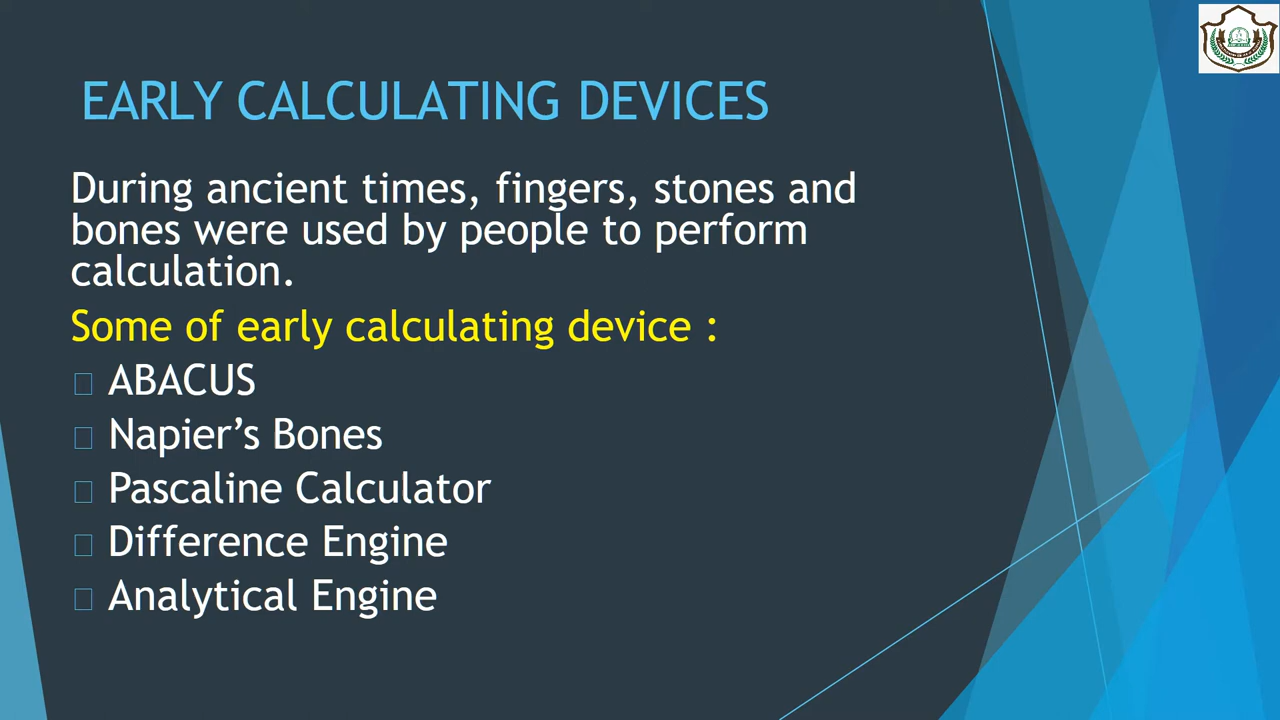 EARLY CALCULATING DEVICES
During ancient times, fingers, stones and
bones were used by people to perform
calculation.
Some of early calculating device :
ABACUS
Napier’s Bones
Pascaline Calculator
Difference Engine
Analytical Engine